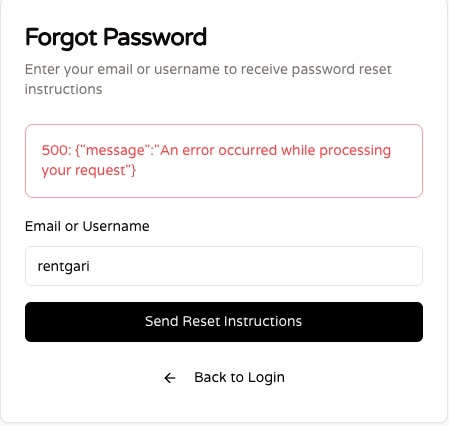 Forgot Password
Enter your email or username to receive password reset
instructions
500: {"message":"An error occurred while processing
your request"}
Email or Username
rentgari
Send Reset Instructions
← Back to Login